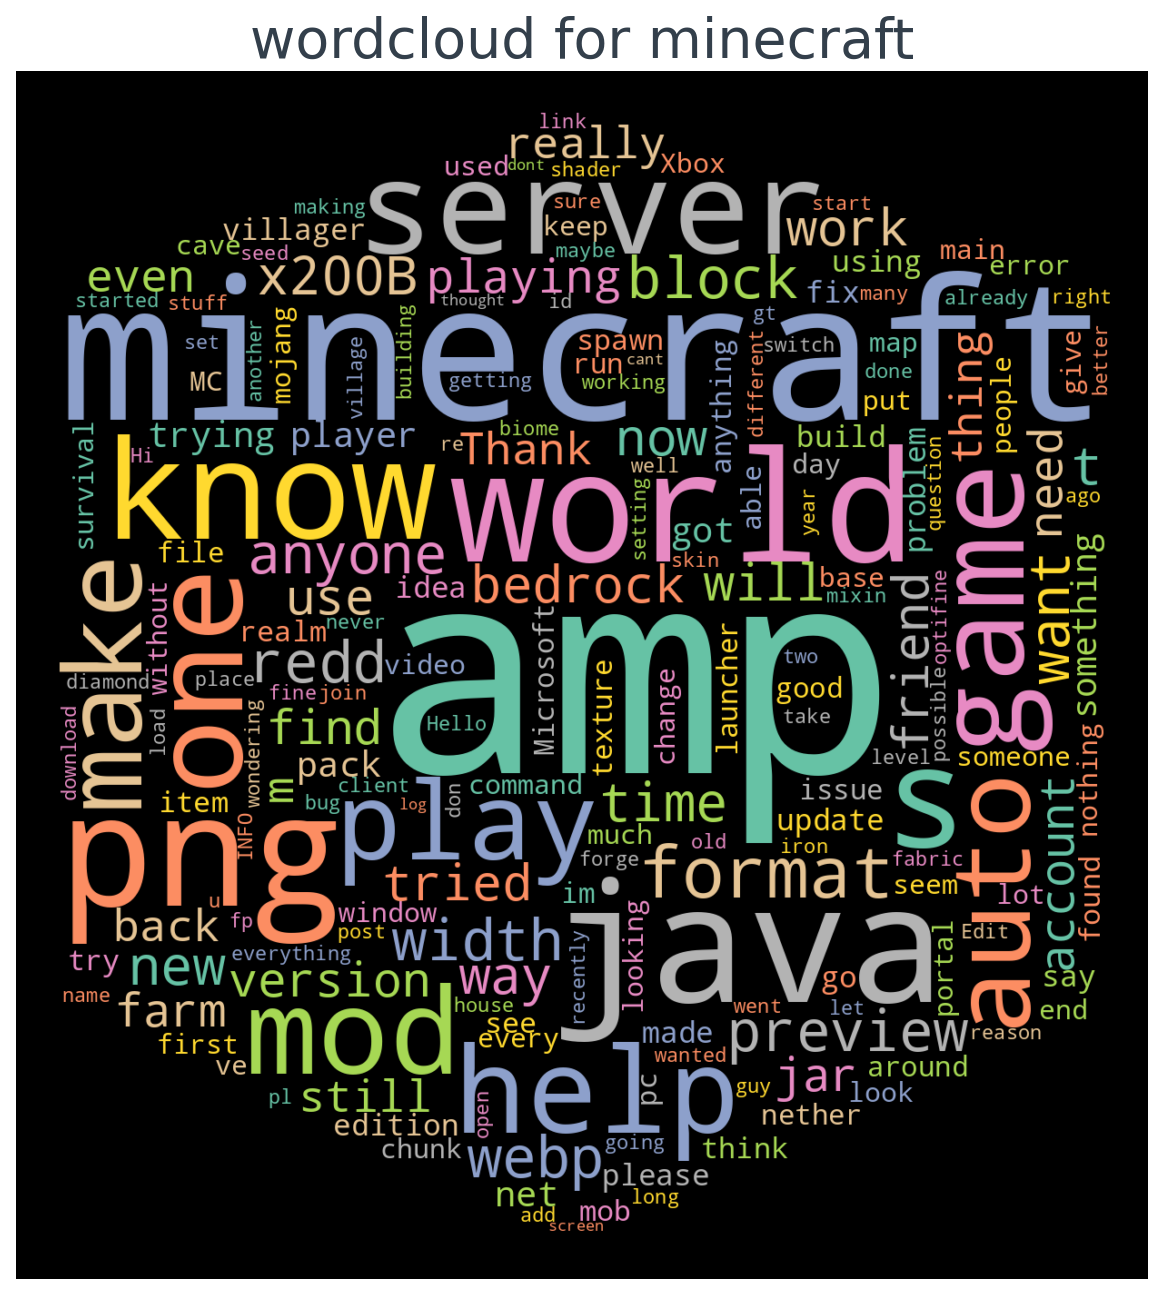 wordcloud for minecraft
link
really
used
dont
shader
Xbox
server
making
sure
start
villager
keep
work
cave
seed
maybe
main
even
x200B
playing
block
using
error
started
stuff
thought
id
fix
many
already
right
minecraft
set
another
mojang
village
building
spawn
gt
switch
map
thing
people
give
better
MC
getting
run
cant
working
anything
different
done
put
survival
trying
player
biome
Hi
re
Thank
now
build
know
world
well
able
day
problem
question
need
t
setting
year
ago
got
file
anyone
skin
game
make
one
use
idea
bedrock
will
base
mixin
friend
possible
optifine
want
something
without
realm
never
diamond
place
redd
video
amp
Microsoft
launcher
two
fine
join
Hello
texture
change
good
take
download
load
wondering
find
m
pack
level
someone
nothing
item
bug
client
log
don
command
time
issue
s
auto
account
png
INFO
play
much
old
update
iron
forge
fabric
tried
format
seem
im
lot
found
u
back
fp
window
post
java
Edit
try
new
everything
width
recently
looking
portal
say
version
way
go
name
farm
mod
house
see
went
let
end
first
every
made
preview
reason
ve
help
wanted
around
pl
still
open
pc
guy
jar
look
edition
nether
chunk
webp
going
think
please
net
add
mob
long
screen